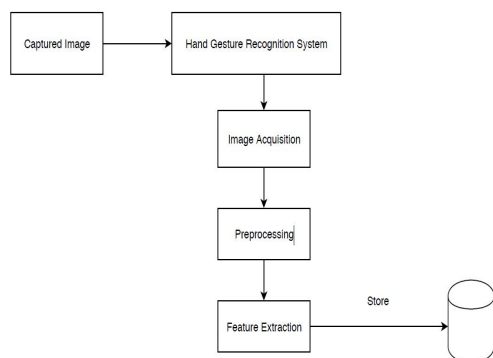 Captured Image
Hand Gesture Recognition System
Image Acquisition
Preprocessing
Feature Extraction
Store